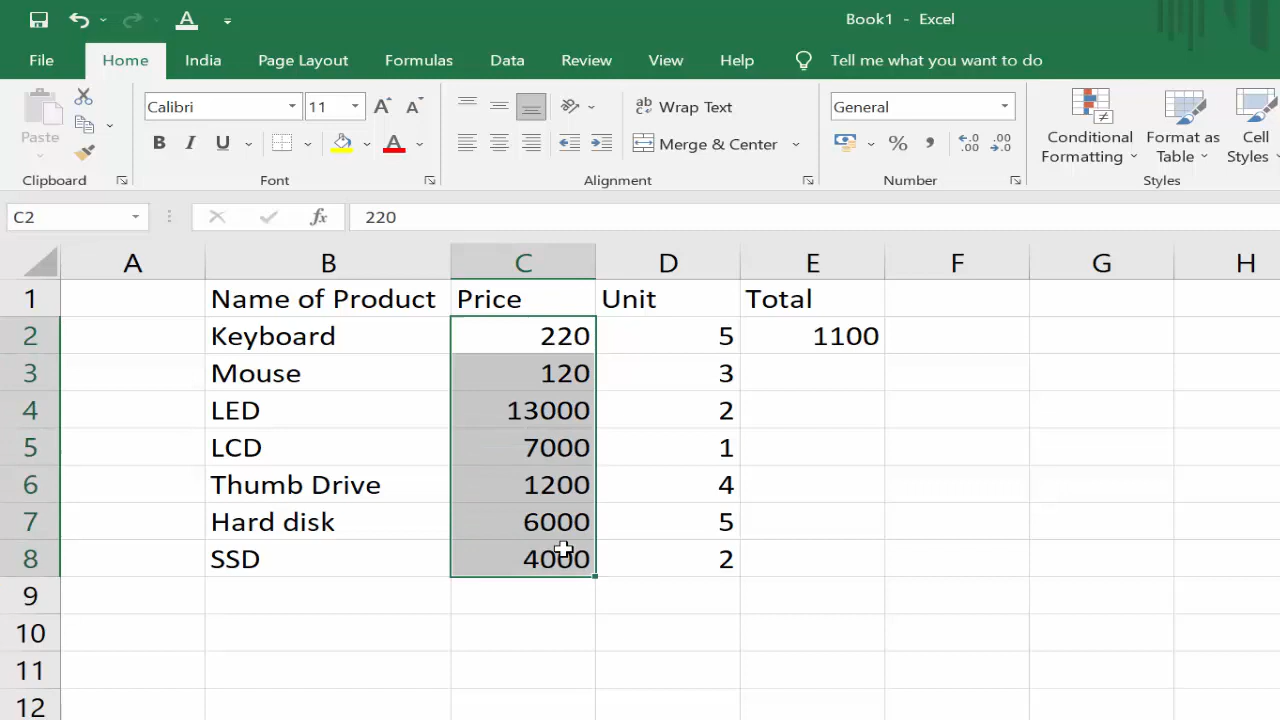 Book1 - Excel
File Home India Page Layout Formulas Data Review View Help Tell me what you want to do
Paste
Calibri 11
B I U A
ab Wrap Text
Merge & Center
General
% , .00
Conditional Formatting
Format as Table
Cell Styles
Clipboard Font Alignment Number Styles
C2 fx 220
A B C D E F G H
1 Name of Product Price Unit Total
2 Keyboard 220 5 1100
3 Mouse 120 3
4 LED 13000 2
5 LCD 7000 1
6 Thumb Drive 1200 4
7 Hard disk 6000 5
8 SSD 4000 2
9
10
11
12